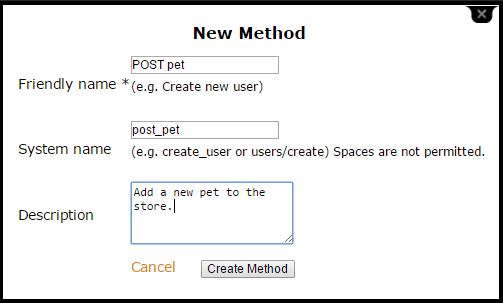 New Method
POST pet
Friendly name *
(e.g. Create new user)
post_pet
System name
(e.g. create_user or users/create) Spaces are not permitted.
Add a new pet to the
store.
Description
Cancel
Create Method